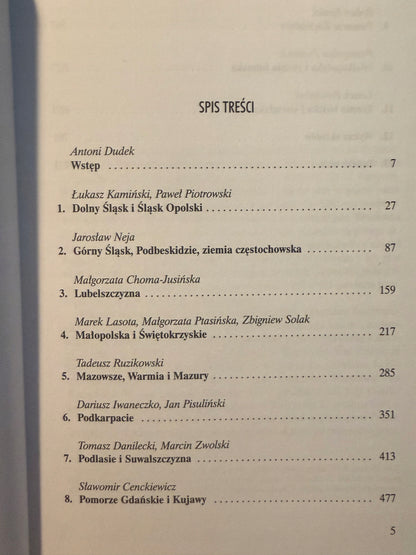 SPIS TREŚCI
Antoni Dudek
Wstęp 7
Łukasz Kamiński, Paweł Piotrowski
1. Dolny Śląsk i Śląsk Opolski 27
Jarosław Neja
2. Górny Śląsk, Podbeskidzie, ziemia częstochowska 87
Małgorzata Choma-Jusińska
3. Lubelszczyzna 159
Marek Lasota, Małgorzata Ptasińska, Zbigniew Solak
4. Małopolska i Świętokrzyskie 217
Tadeusz Ruzikowski
5. Mazowsze, Warmia i Mazury 285
Dariusz Iwaneczko, Jan Pisuliński
6. Podkarpacie 351
Tomasz Danilecki, Marcin Zwolski
7. Podlasie i Suwalszczyzna 413
Sławomir Cenckiewicz
8. Pomorze Gdańskie i Kujawy 477
5